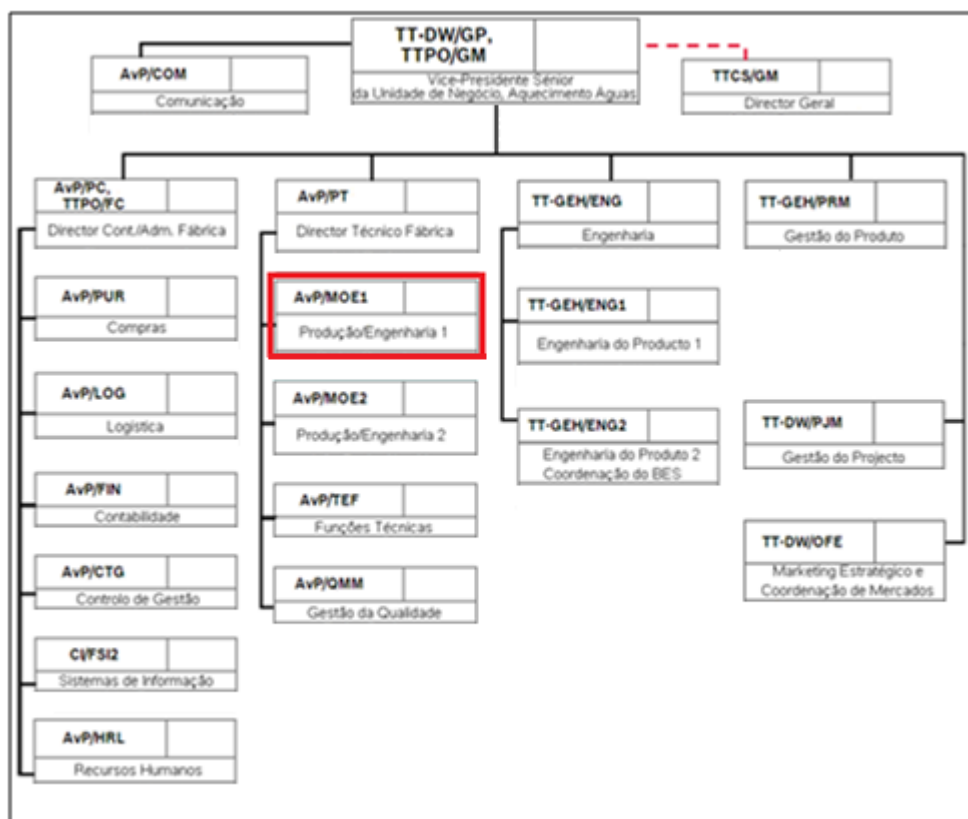 TT-DW/GP,
TTPO/GM
Vice-Presidente Sénior
da Unidade de Negócio, Aquecimento Águas
AvP/COM
Comunicação
TTCS/GM
Director Geral
AvP/PC,
TTPO/FC
Director Cont./Adm. Fábrica
AvP/PUR
Compras
AvP/LOG
Logística
AvP/FIN
Contabilidade
AvP/CTG
Controlo de Gestão
CI/FSI2
Sistemas de Informação
AvP/HRL
Recursos Humanos
AvP/PT
Director Técnico Fábrica
AvP/MOE1
Produção/Engenharia 1
AvP/MOE2
Produção/Engenharia 2
AvP/TEF
Funções Técnicas
AvP/QMM
Gestão da Qualidade
TT-GEH/ENG
Engenharia
TT-GEH/ENG1
Engenharia do Producto 1
TT-GEH/ENG2
Engenharia do Produto 2
Coordenação do BES
TT-GEH/PRM
Gestão do Produto
TT-DW/PJM
Gestão do Projecto
TT-DW/OFE
Marketing Estratégico e
Coordenação de Mercados